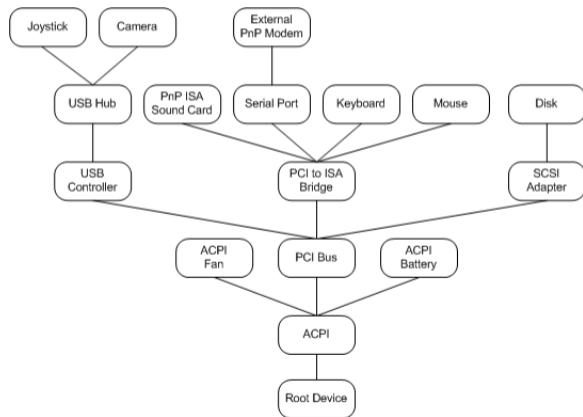 Joystick
Camera
External
PnP Modem
USB Hub
PnP ISA
Sound Card
Serial Port
Keyboard
Mouse
Disk
USB
Controller
PCI to ISA
Bridge
SCSI
Adapter
ACPI
Fan
PCI Bus
ACPI
Battery
ACPI
Root Device